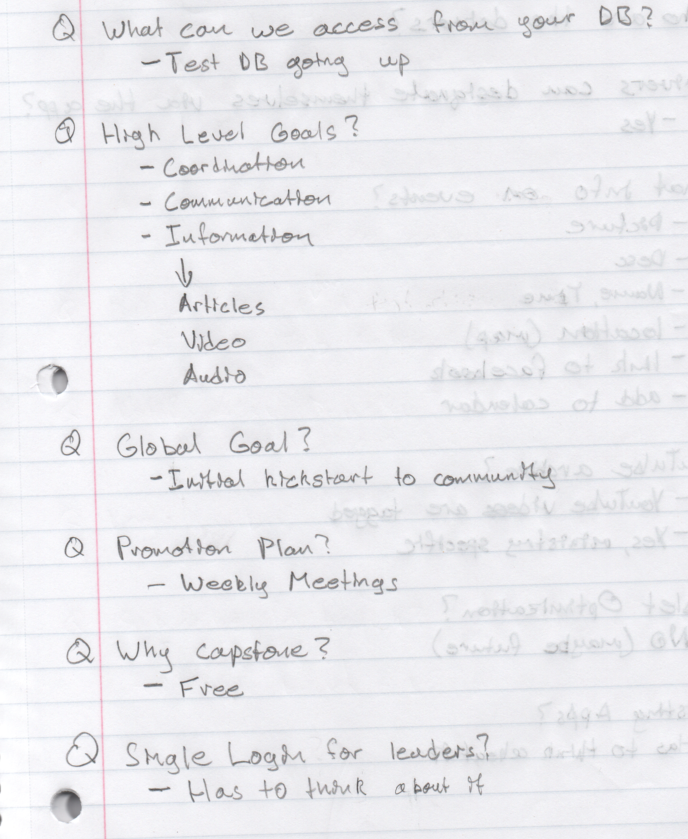 Q What can we access from your DB?
- Test DB going up
Q High Level Goals?
- Coordination
- Communication
- Information
↓
Articles
Video
Audio
Q Global Goal?
- Initial kickstart to community
Q Promotion Plan?
- Weekly Meetings
Q Why capstone?
- Free
Q Single Login for leaders?
- Has to think about it